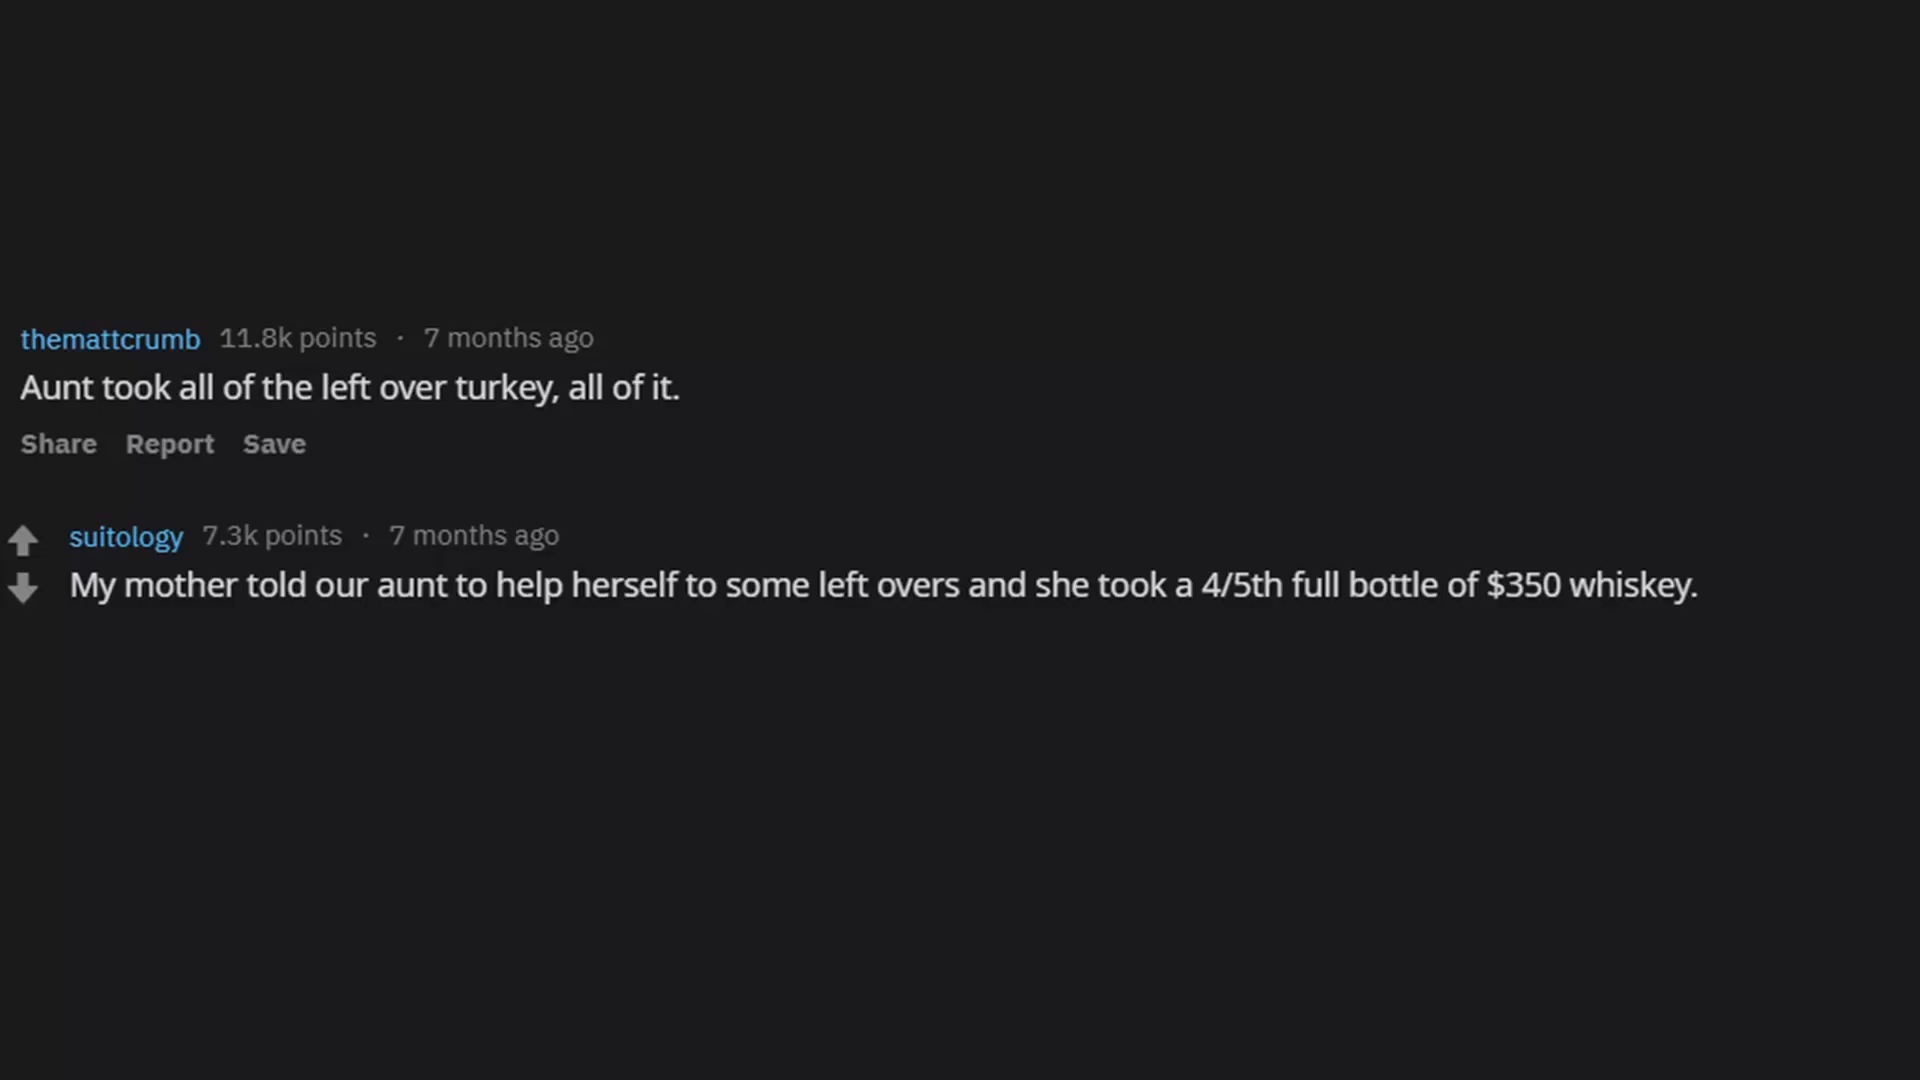 themattcrumb 11.8k points · 7 months ago
Aunt took all of the left over turkey, all of it.
Share Report Save
suitology 7.3k points · 7 months ago
My mother told our aunt to help herself to some left overs and she took a 4/5th full bottle of $350 whiskey.